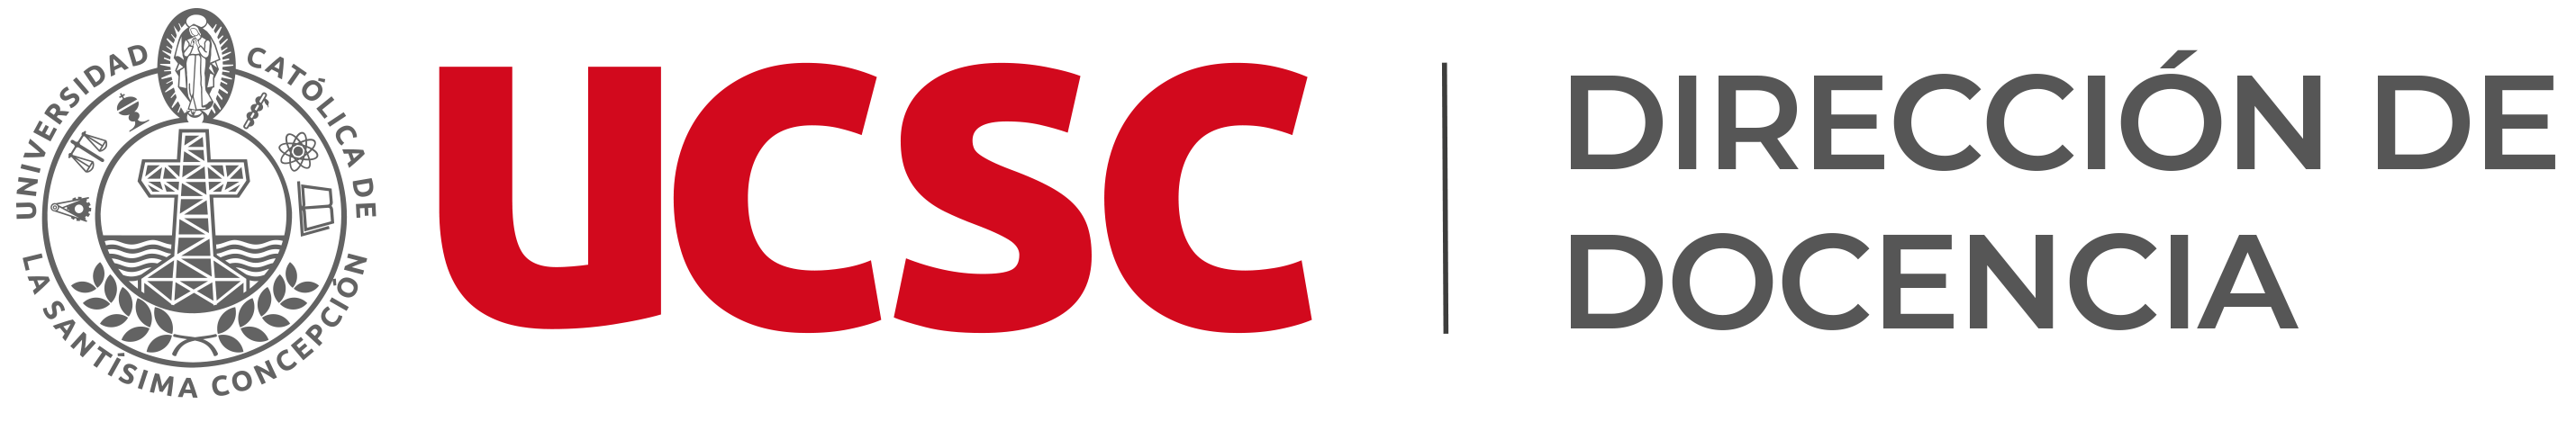 UNIVERSIDAD CATÓLICA DE
LA SANTÍSIMA CONCEPCIÓN
UCSC
DIRECCIÓN DE
DOCENCIA